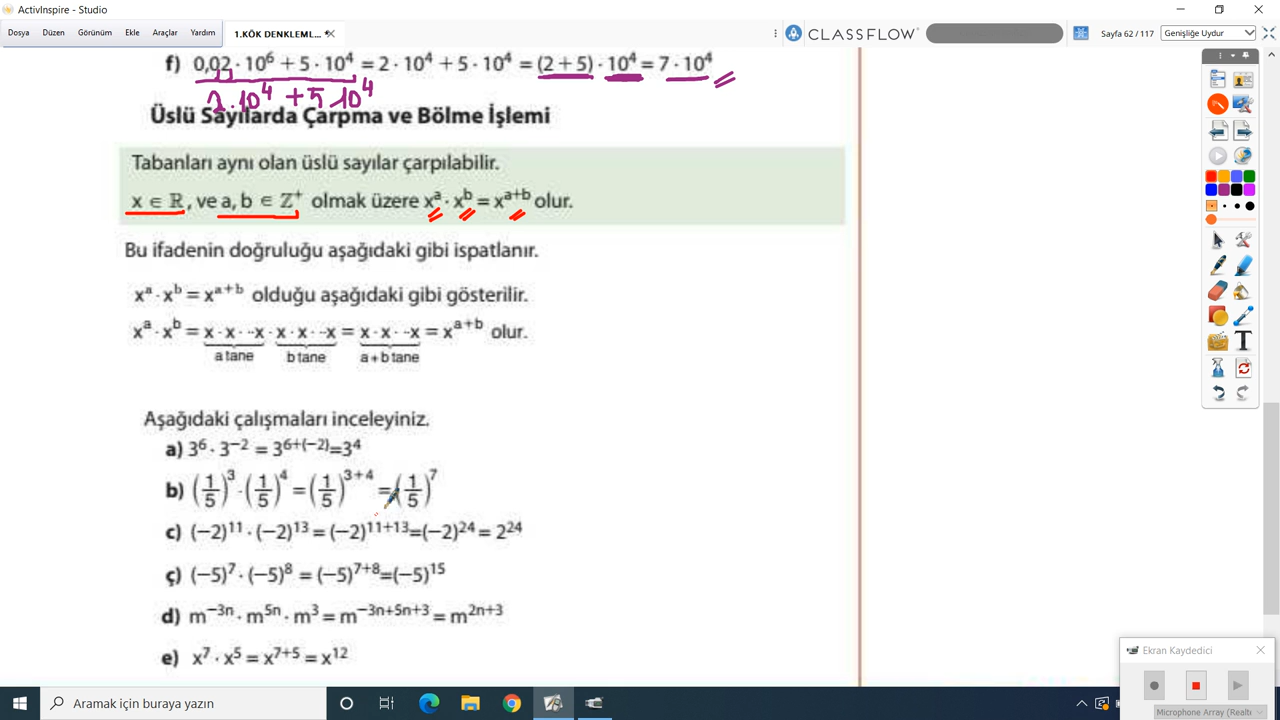 ActivInspire - Studio
Dosya Düzen Görünüm Ekle Araçlar Yardım
1.KÖK DENKLEML...
CLASSFLOW
Sayfa 62 / 117
Genişliğe Uydur
f) 0,02 · 10⁶ + 5 · 10⁴ = 2 · 10⁴ + 5 · 10⁴ = (2 + 5) · 10⁴ = 7 · 10⁴
2.10⁴ + 5 10⁴
Üslü Sayılarda Çarpma ve Bölme İşlemi
Tabanları aynı olan üslü sayılar çarpılabilir.
x ∈ ℝ, ve a, b ∈ ℤ⁺ olmak üzere xᵃ · xᵇ = xᵃ⁺ᵇ olur.
Bu ifadenin doğruluğu aşağıdaki gibi ispatlanır.
xᵃ · xᵇ = xᵃ⁺ᵇ olduğu aşağıdaki gibi gösterilir.
xᵃ · xᵇ = x · x · ··x · x · x · ··x = x · x · ··x = xᵃ⁺ᵇ olur.
a tane b tane a + b tane
Aşağıdaki çalışmaları inceleyiniz.
a) 3⁶ · 3⁻² = 3⁶⁺⁽⁻²⁾=3⁴
b) (1/5)³ · (1/5)⁴ = (1/5)³⁺⁴ = (1/5)⁷
c) (−2)¹¹ · (−2)¹³ = (−2)¹¹⁺¹³=(−2)²⁴ = 2²⁴
ç) (−5)⁷ · (−5)⁸ = (−5)⁷⁺⁸=(−5)¹⁵
d) m⁻³ⁿ · m⁵ⁿ · m³ = m⁻³ⁿ⁺⁵ⁿ⁺³ = m²ⁿ⁺³
e) x⁷ · x⁵ = x⁷⁺⁵ = x¹²
Ekran Kaydedici
Microphone Array (Realt
Aramak için buraya yazın